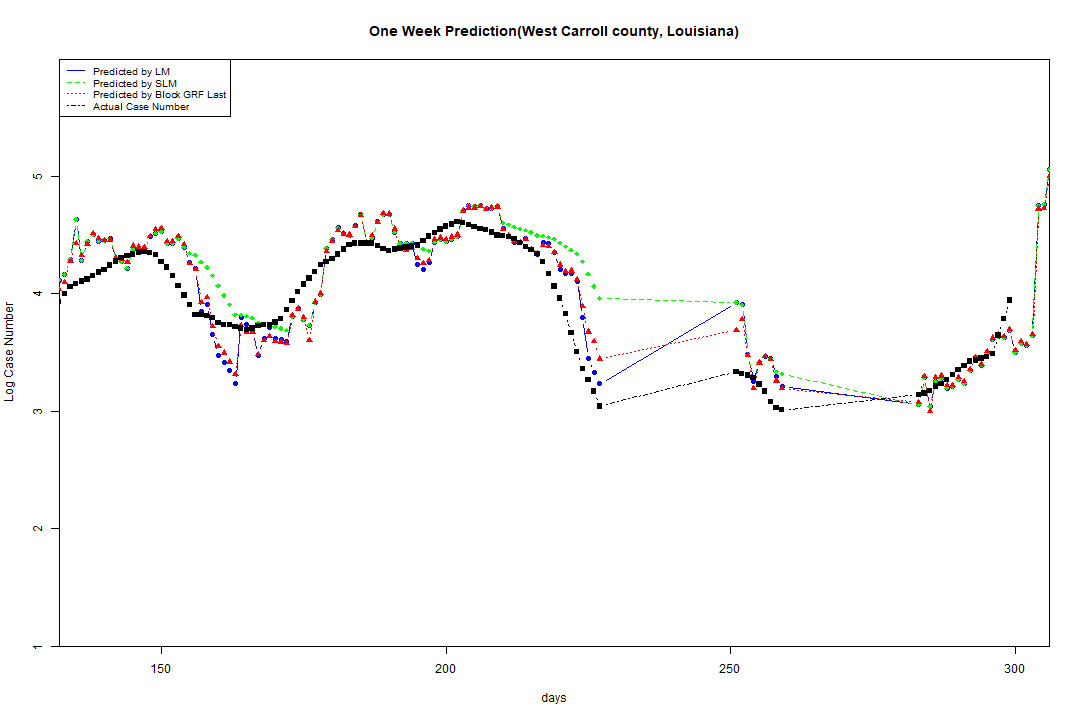 One Week Prediction(West Carroll county, Louisiana)
Predicted by LM
Predicted by SLM
Predicted by Block GRF Last
Actual Case Number
Log Case Number
5
4
3
2
1
150
200
250
300
days